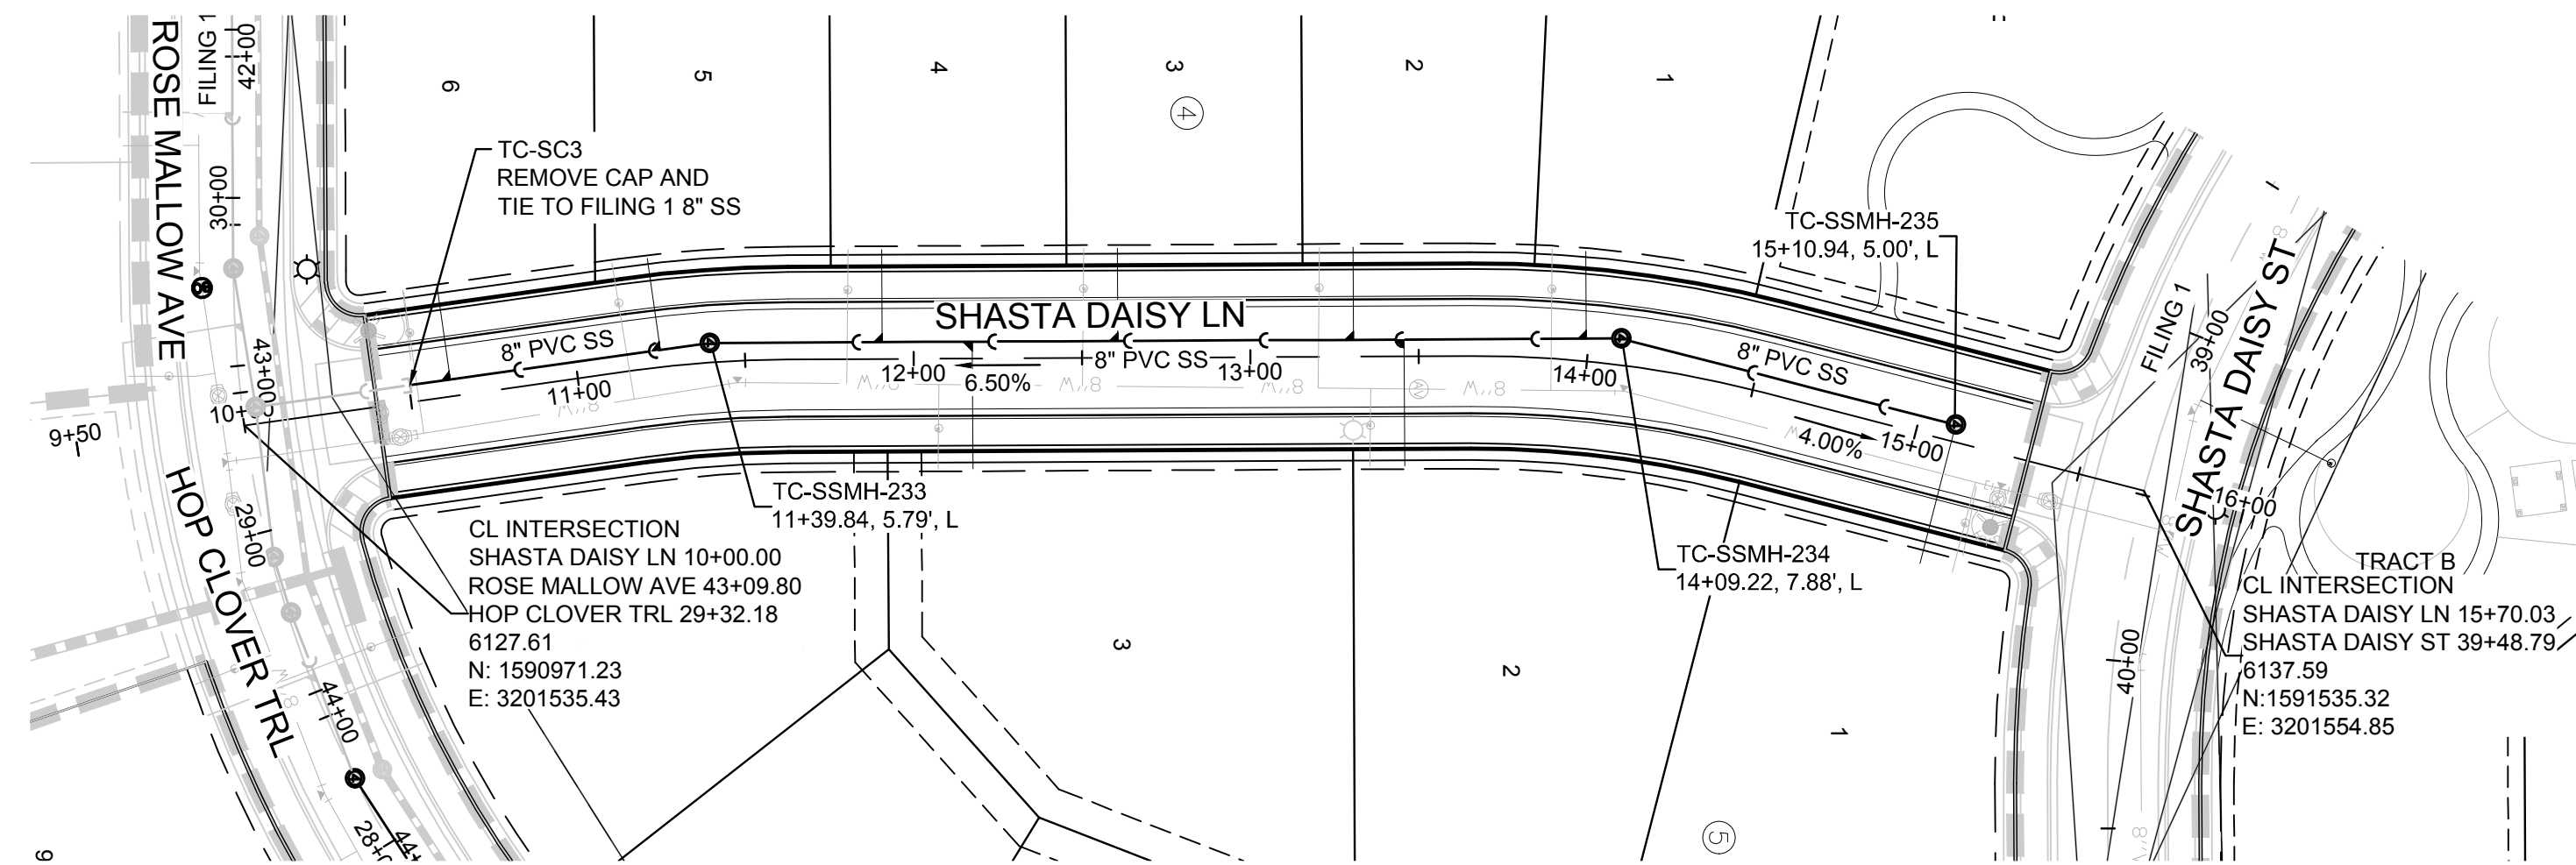 ROSE MALLOW AVE
FILING 1
42+00
30+00
43+00
10+
9+50
29+00
HOP CLOVER TRL
44+00
28+0
44+
9
6
5
4
3
2
1
4
TC-SC3
REMOVE CAP AND
TIE TO FILING 1 8" SS
8" PVC SS
11+00
8"W
SHASTA DAISY LN
12+00
6.50%
8"W
8" PVC SS
13+00
8"W
8"W
14+00
8" PVC SS
4.00%
15+00
TC-SSMH-235
15+10.94, 5.00', L
TC-SSMH-233
11+39.84, 5.79', L
TC-SSMH-234
14+09.22, 7.88', L
CL INTERSECTION
SHASTA DAISY LN 10+00.00
ROSE MALLOW AVE 43+09.80
HOP CLOVER TRL 29+32.18
6127.61
N: 1590971.23
E: 3201535.43
3
2
1
5
FILING 1
39+00
SHASTA DAISY ST
16+00
40+00
TRACT B
CL INTERSECTION
SHASTA DAISY LN 15+70.03
SHASTA DAISY ST 39+48.79
6137.59
N:1591535.32
E: 3201554.85